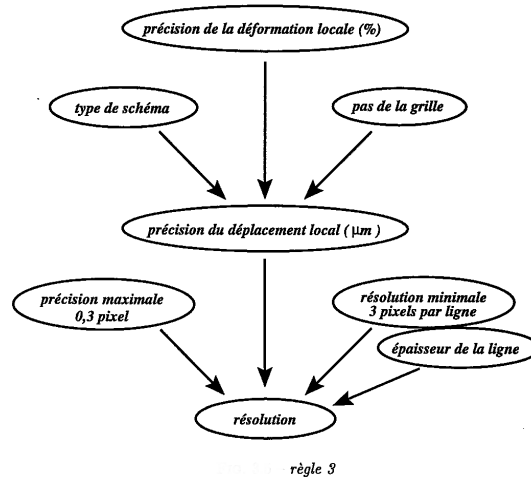 précision de la déformation locale (%)
type de schéma
pas de la grille
précision du déplacement local ( μm )
précision maximale
0,3 pixel
résolution minimale
3 pixels par ligne
épaisseur de la ligne
résolution
règle 3